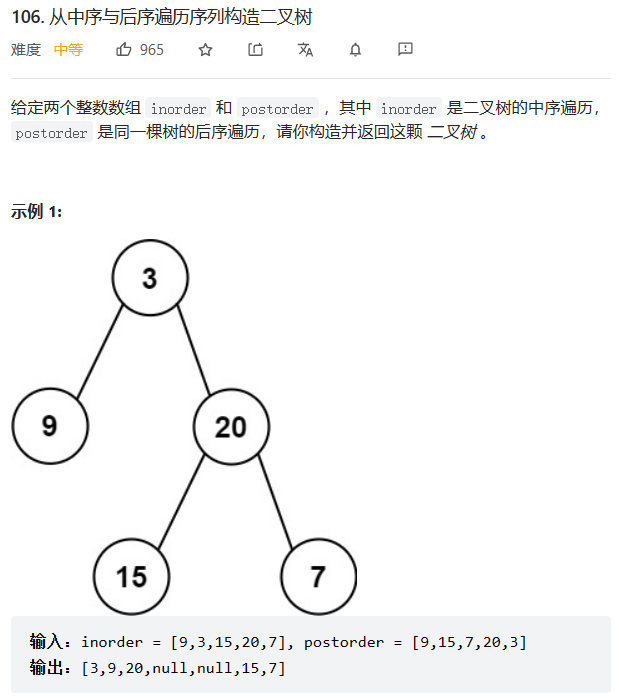 106. 从中序与后序遍历序列构造二叉树
难度 中等 965
给定两个整数数组 inorder 和 postorder ，其中 inorder 是二叉树的中序遍历，
postorder 是同一棵树的后序遍历，请你构造并返回这颗 二叉树 。
示例 1:
3
9
20
15
7
输入：inorder = [9,3,15,20,7], postorder = [9,15,7,20,3]
输出：[3,9,20,null,null,15,7]